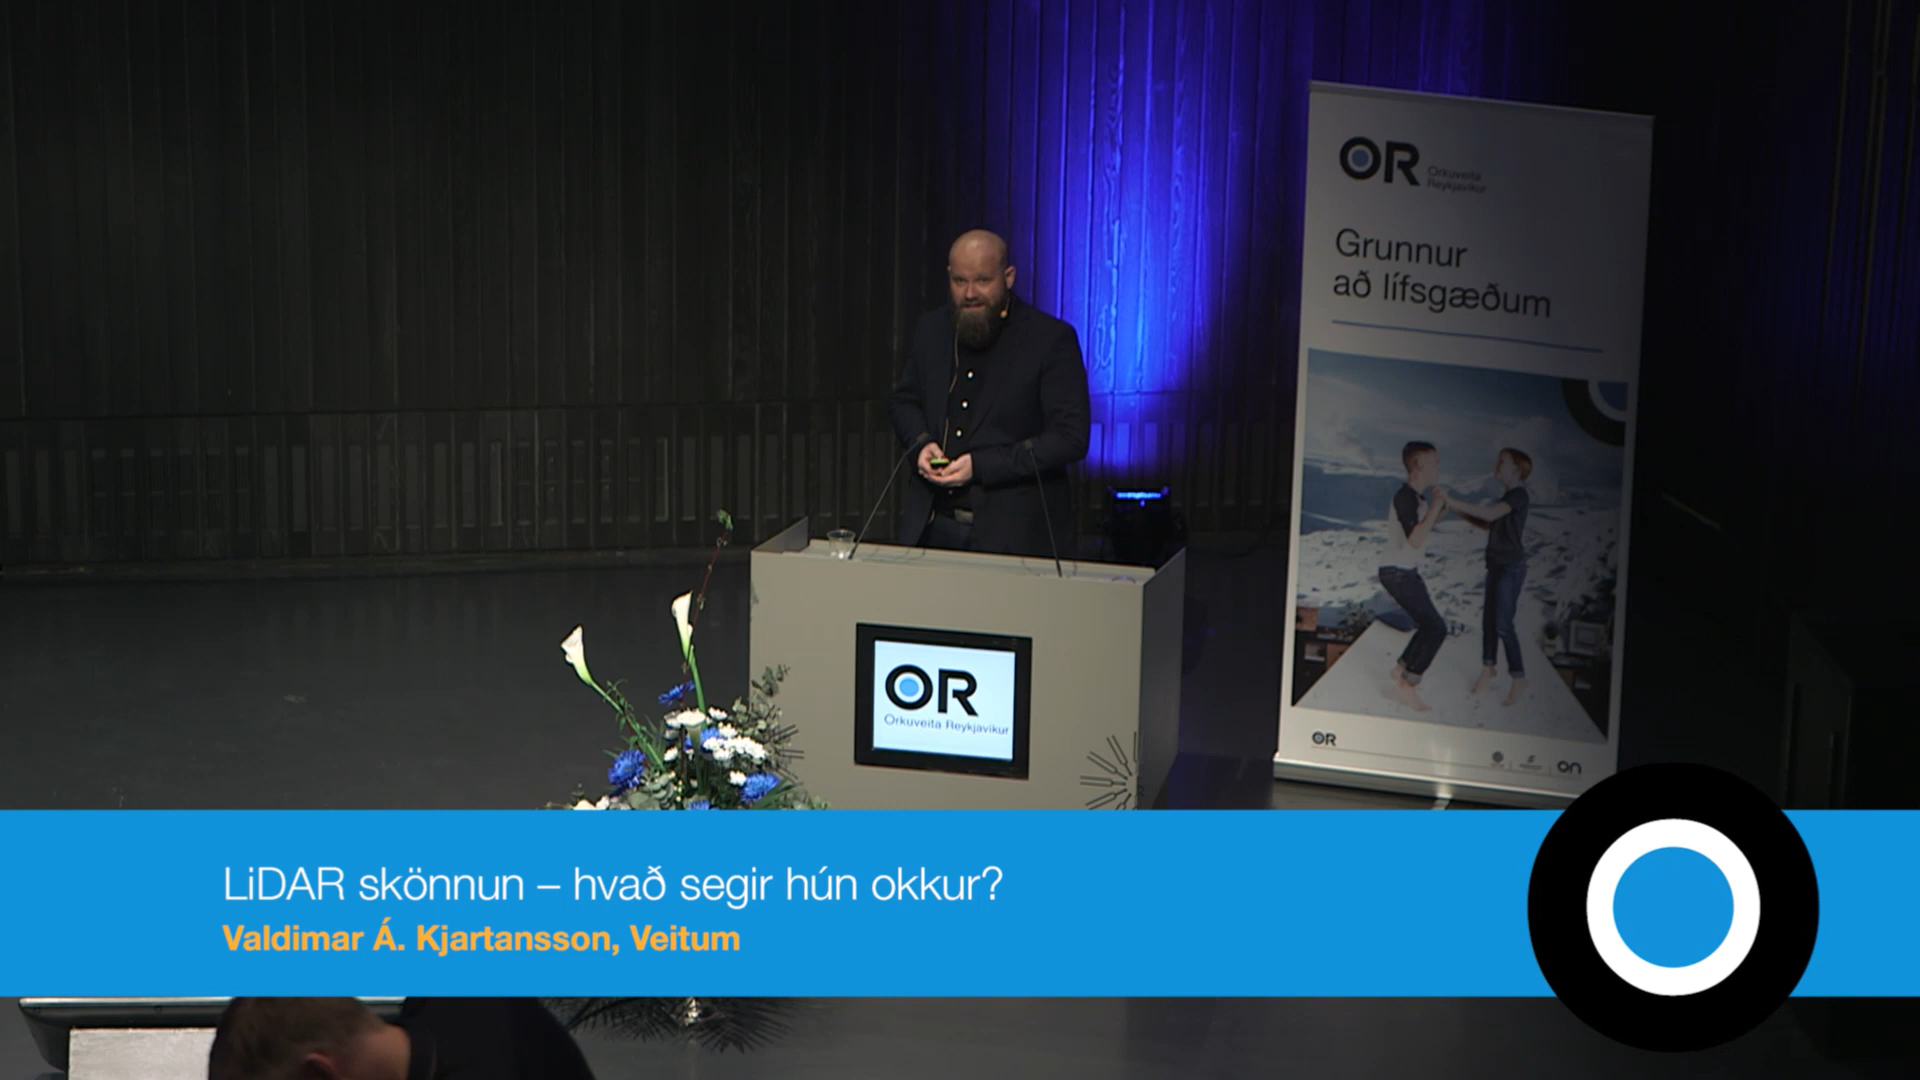 OR Orkuveita
Reykjavíkur
Grunnur
að lífsgæðum
OR
Orkuveita Reykjavíkur
OR
on
LiDAR skönnun – hvað segir hún okkur?
Valdimar Á. Kjartansson, Veitum